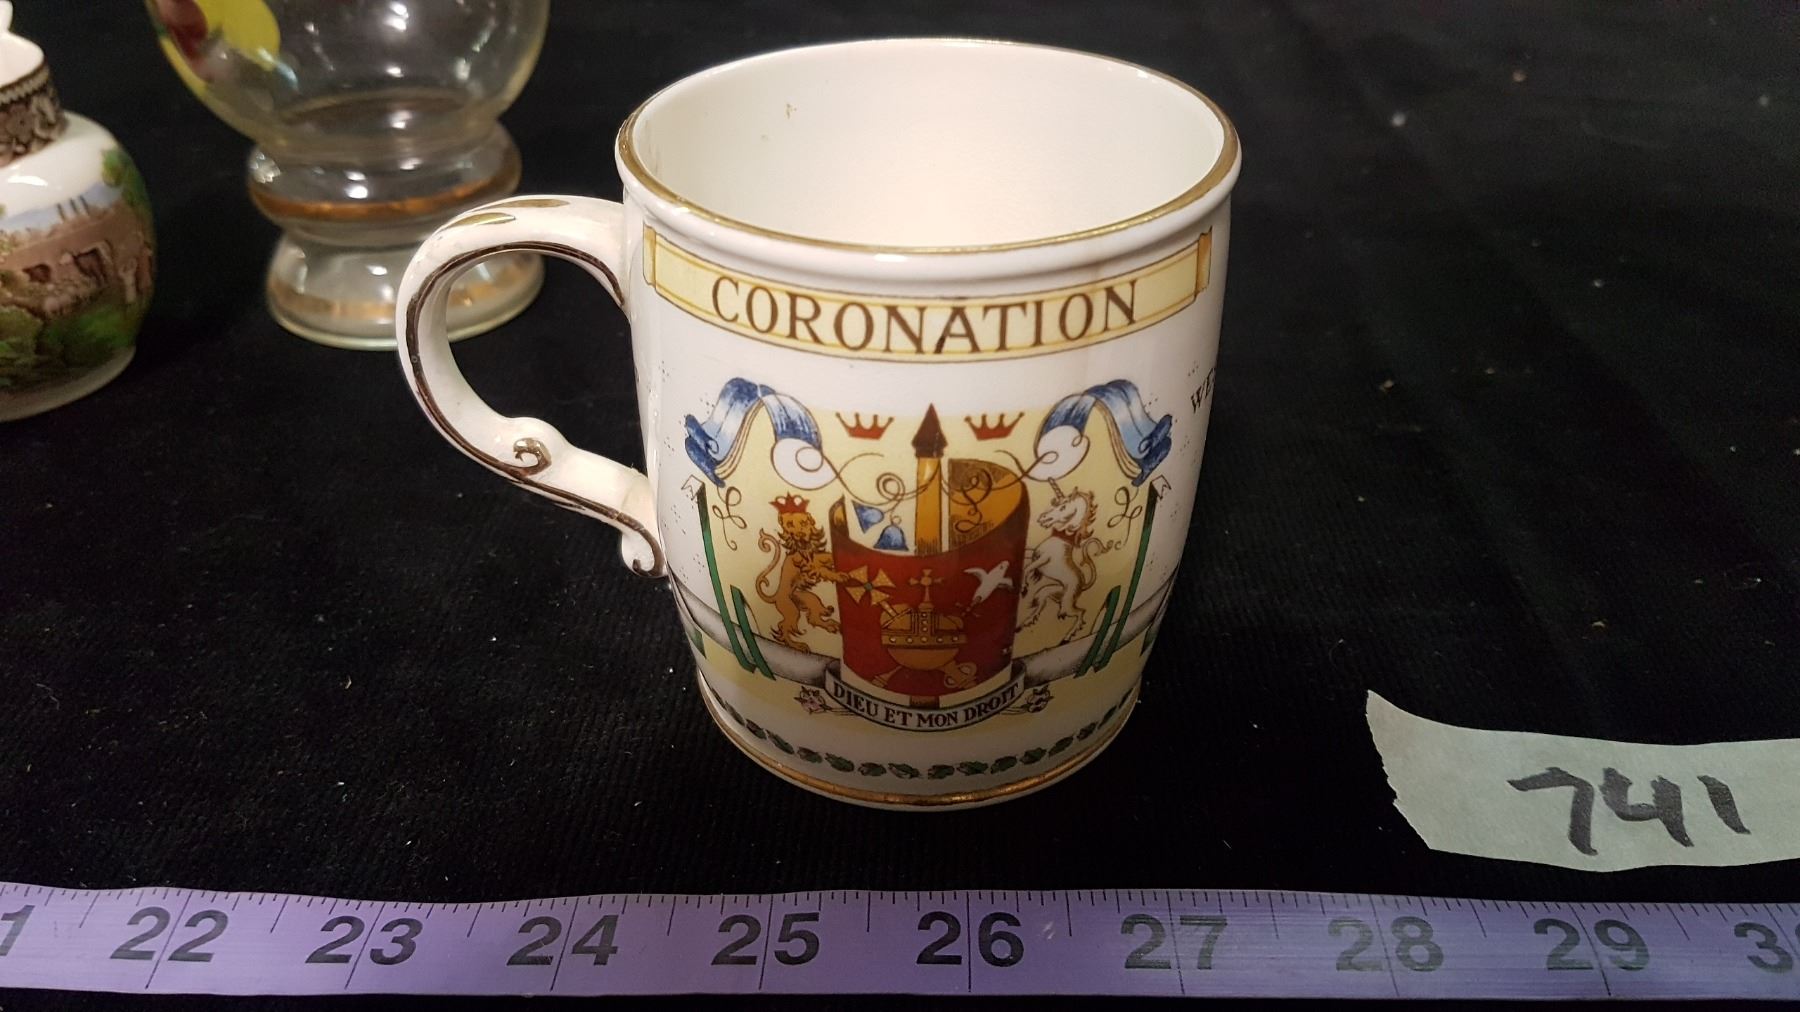 CORONATION
DIEU ET MON DROIT
741
22 23 24 25 26 27 28 29